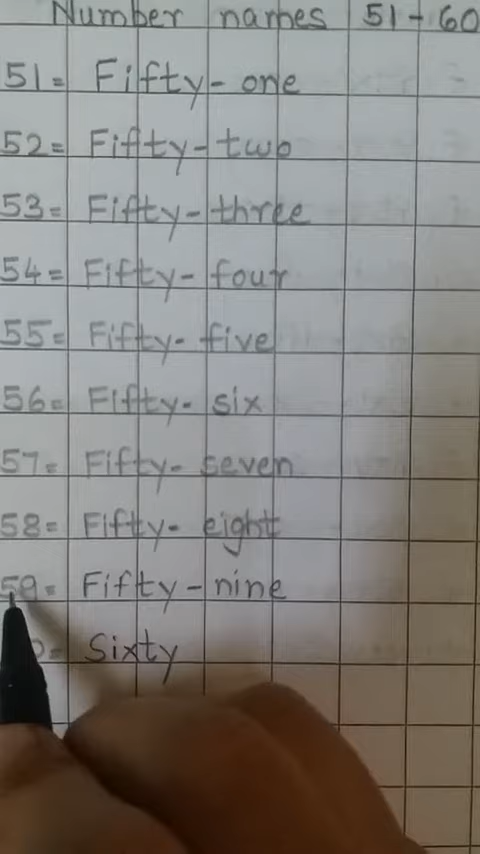 Number names 51-60
51= Fifty-one
52= Fifty-two
53= Fifty-three
54= Fifty-four
55= Fifty-five
56= Fifty-six
57= Fifty-seven
58= Fifty-eight
59= Fifty-nine
Sixty